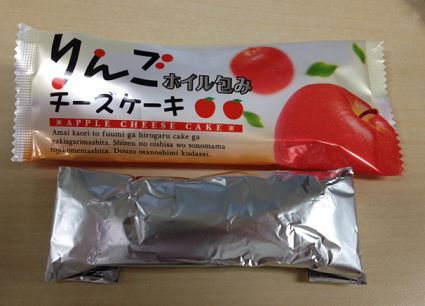 りんご
ホイル包み
チーズケーキ
APPLE CHEESE CAKE
Amai kaori to fuumi ga hirogaru cake ga
yakiagarimashita. Shizen no oishisa wo sonomama
tojikomemashita. Douzo otanoshimi kudasai.